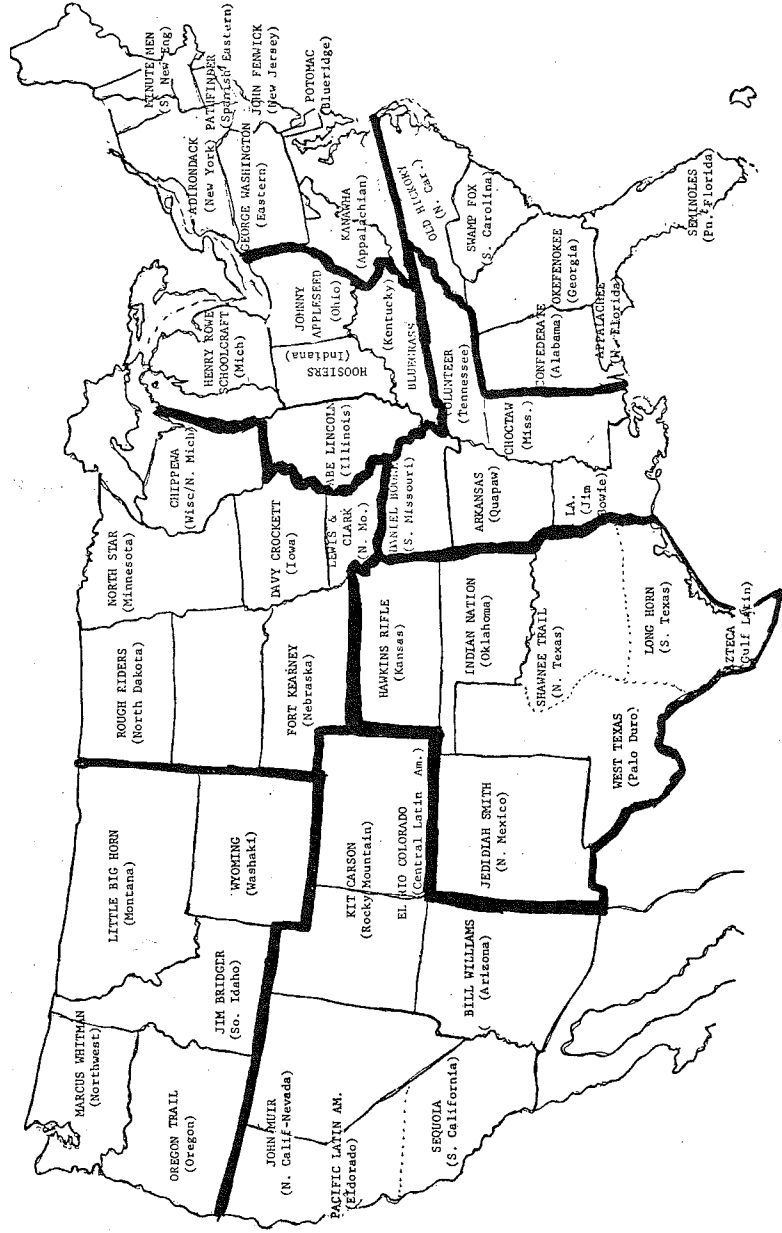 MARCUS WHITMAN
(Northwest)
OREGON TRAIL
(Oregon)
LITTLE BIG HORN
(Montana)
JIM BRIDGER
(So. Idaho)
WYOMING
(Washaki)
JOHN MUIR
(N. Calif-Nevada)
PACIFIC LATIN AM.
(Eldorado)
SEQUOIA
(S. California)
KIT CARSON
(Rocky Mountain)
EL RIO COLORADO
(Central Latin Am.)
BILL WILLIAMS
(Arizona)
JEDIDIAH SMITH
(N. Mexico)
ROUGH RIDERS
(North Dakota)
FORT KEARNEY
(Nebraska)
HAWKINS RIFLE
(Kansas)
INDIAN NATION
(Oklahoma)
SHAWNEE TRAIL
(N. Texas)
WEST TEXAS
(Palo Duro)
LONG HORN
(S. Texas)
AZTECA
(Gulf Latin)
NORTH STAR
(Minnesota)
CHIPPEWA
(Wisc/N. Mich)
DAVY CROCKETT
(Iowa)
LEWIS &
CLARK
(N. Mo.)
DANIEL BOONE
(S. Missouri)
ARKANSAS
(Quapaw)
LA.
(Jim
Bowie)
ABE LINCOLN
(Illinois)
HENRY ROWE
SCHOOLCRAFT
(Mich)
HOOSIERS
(Indiana)
JOHNNY
APPLESEED
(Ohio)
(Kentucky)
BLUEGRASS
VOLUNTEER
(Tennessee)
CHOCTAW
(Miss.)
CONFEDERATE
(Alabama)
OKEFENOKEE
(Georgia)
APPALACHEE
(W. Florida)
SEMINOLES
(Pn. Florida)
SWAMP FOX
(S. Carolina)
OLD HICKORY
(N. Car.)
KANAWHA
(Appalachian)
GEORGE WASHINGTON
(Eastern)
ADIRONDACK
(New York)
MINUTE MEN
(S. New Eng)
PATHFINDER
(Spanish Eastern)
JOHN FENWICK
(New Jersey)
POTOMAC
(Blueridge)